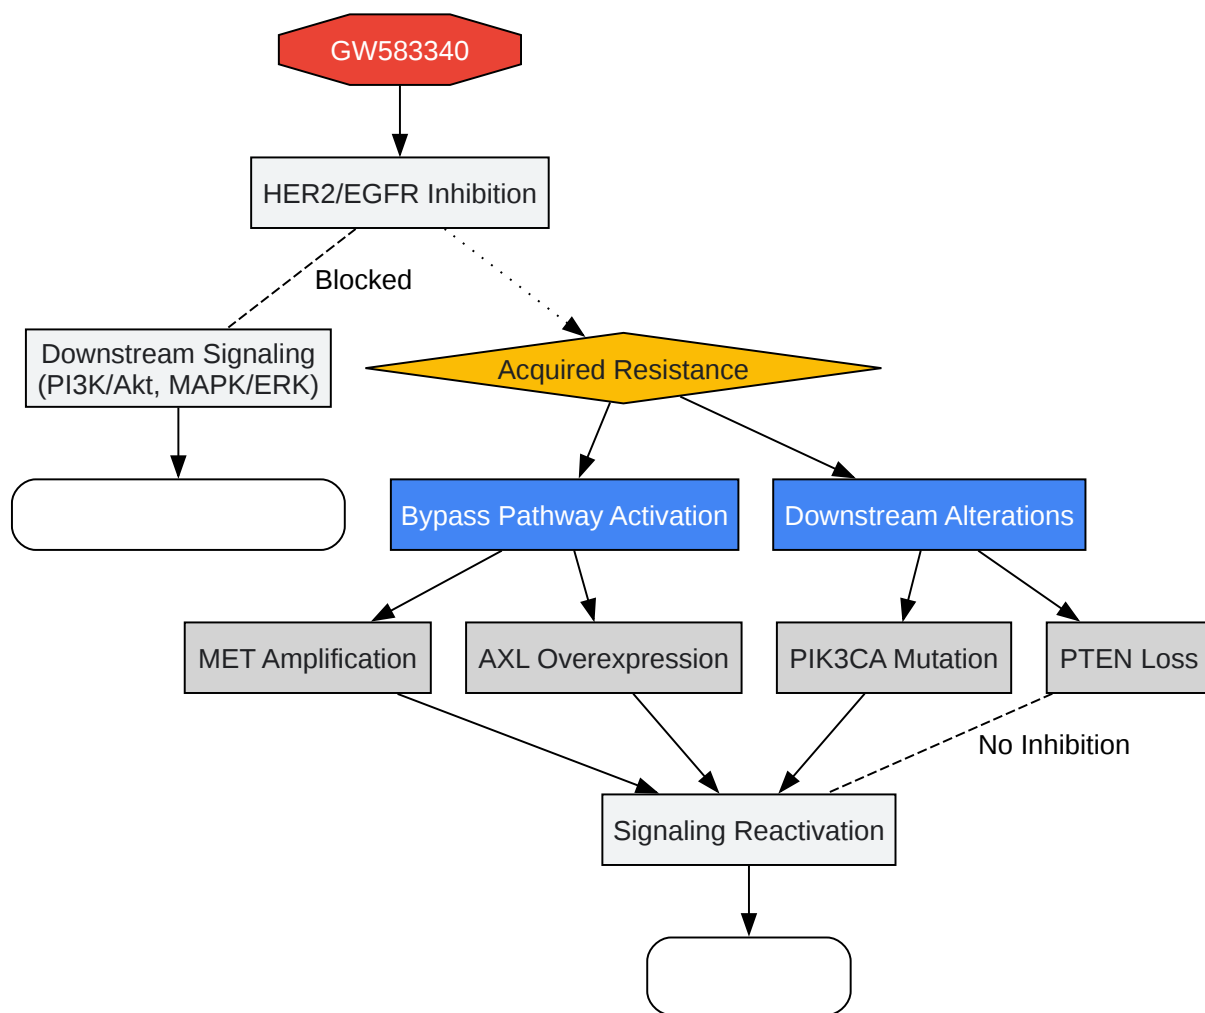 GW583340
HER2/EGFR Inhibition
Blocked
Downstream Signaling
(PI3K/Akt, MAPK/ERK)
Acquired Resistance
Bypass Pathway Activation
Downstream Alterations
MET Amplification
AXL Overexpression
PIK3CA Mutation
PTEN Loss
No Inhibition
Signaling Reactivation